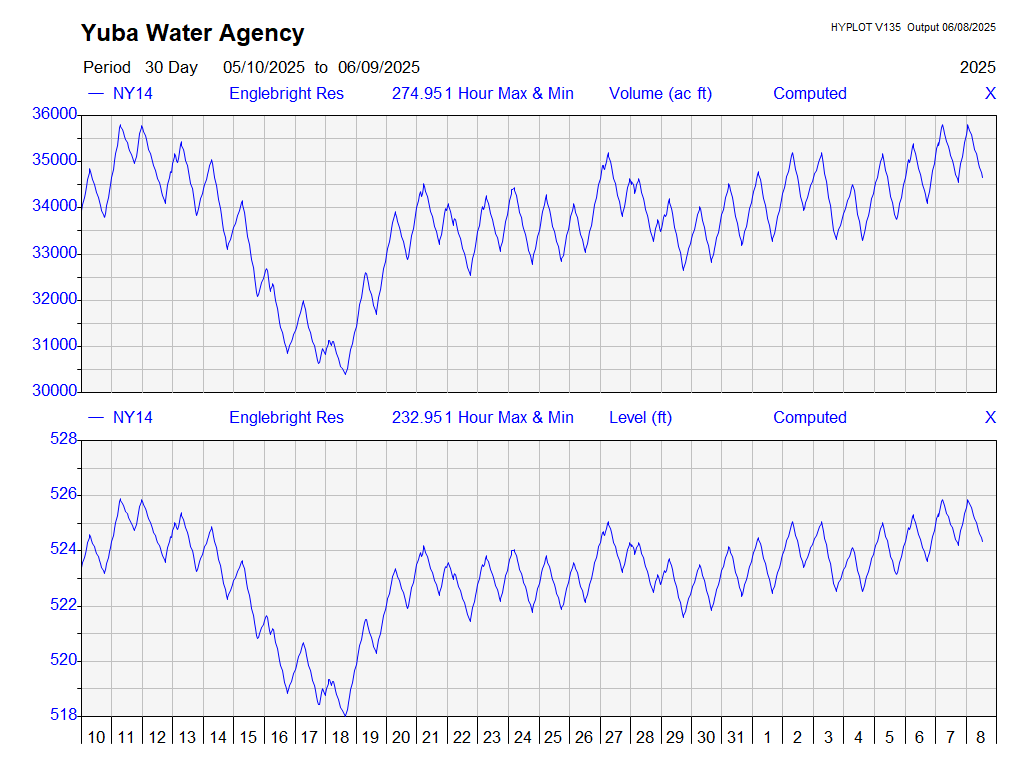 Yuba Water Agency
HYPLOT V135 Output 06/08/2025
Period 30 Day 05/10/2025 to 06/09/2025 2025
NY14 Englebright Res 274.951 Hour Max & Min Volume (ac ft) Computed X
36000
35000
34000
33000
32000
31000
30000
NY14 Englebright Res 232.951 Hour Max & Min Level (ft) Computed X
528
526
524
522
520
518
10 11 12 13 14 15 16 17 18 19 20 21 22 23 24 25 26 27 28 29 30 31 1 2 3 4 5 6 7 8